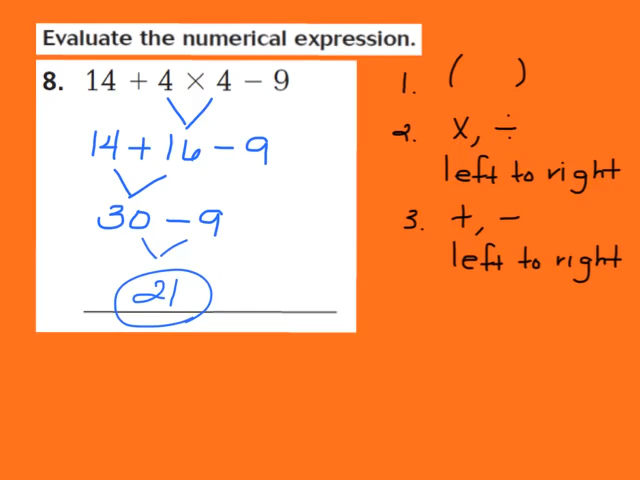 Evaluate the numerical expression.
8. 14 + 4 × 4 − 9
14 + 16 − 9
30 − 9
21
1. ( )
2. x, ÷
left to right
3. +, −
left to right